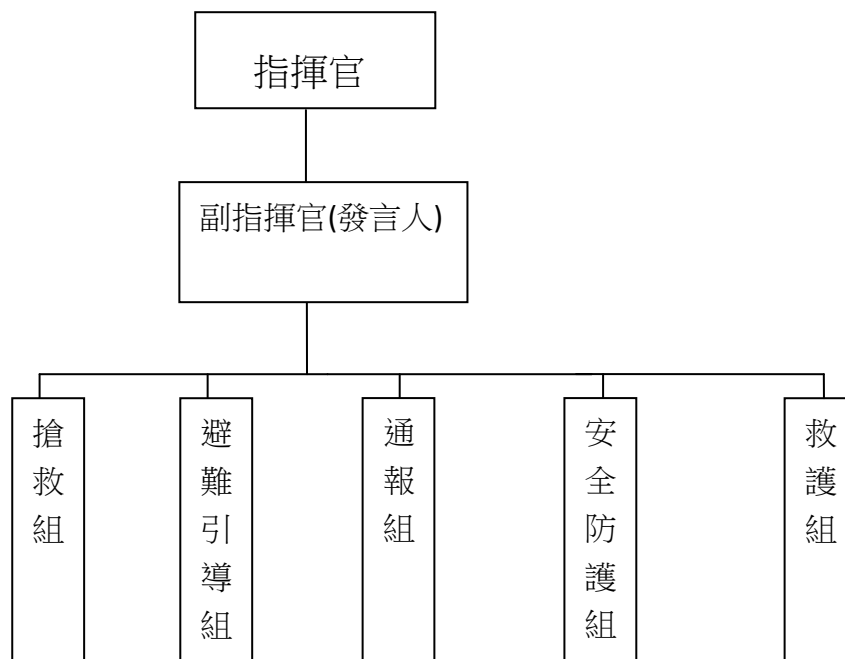 指揮官
副指揮官(發言人)
搶救組
避難引導組
通報組
安全防護組
救護組